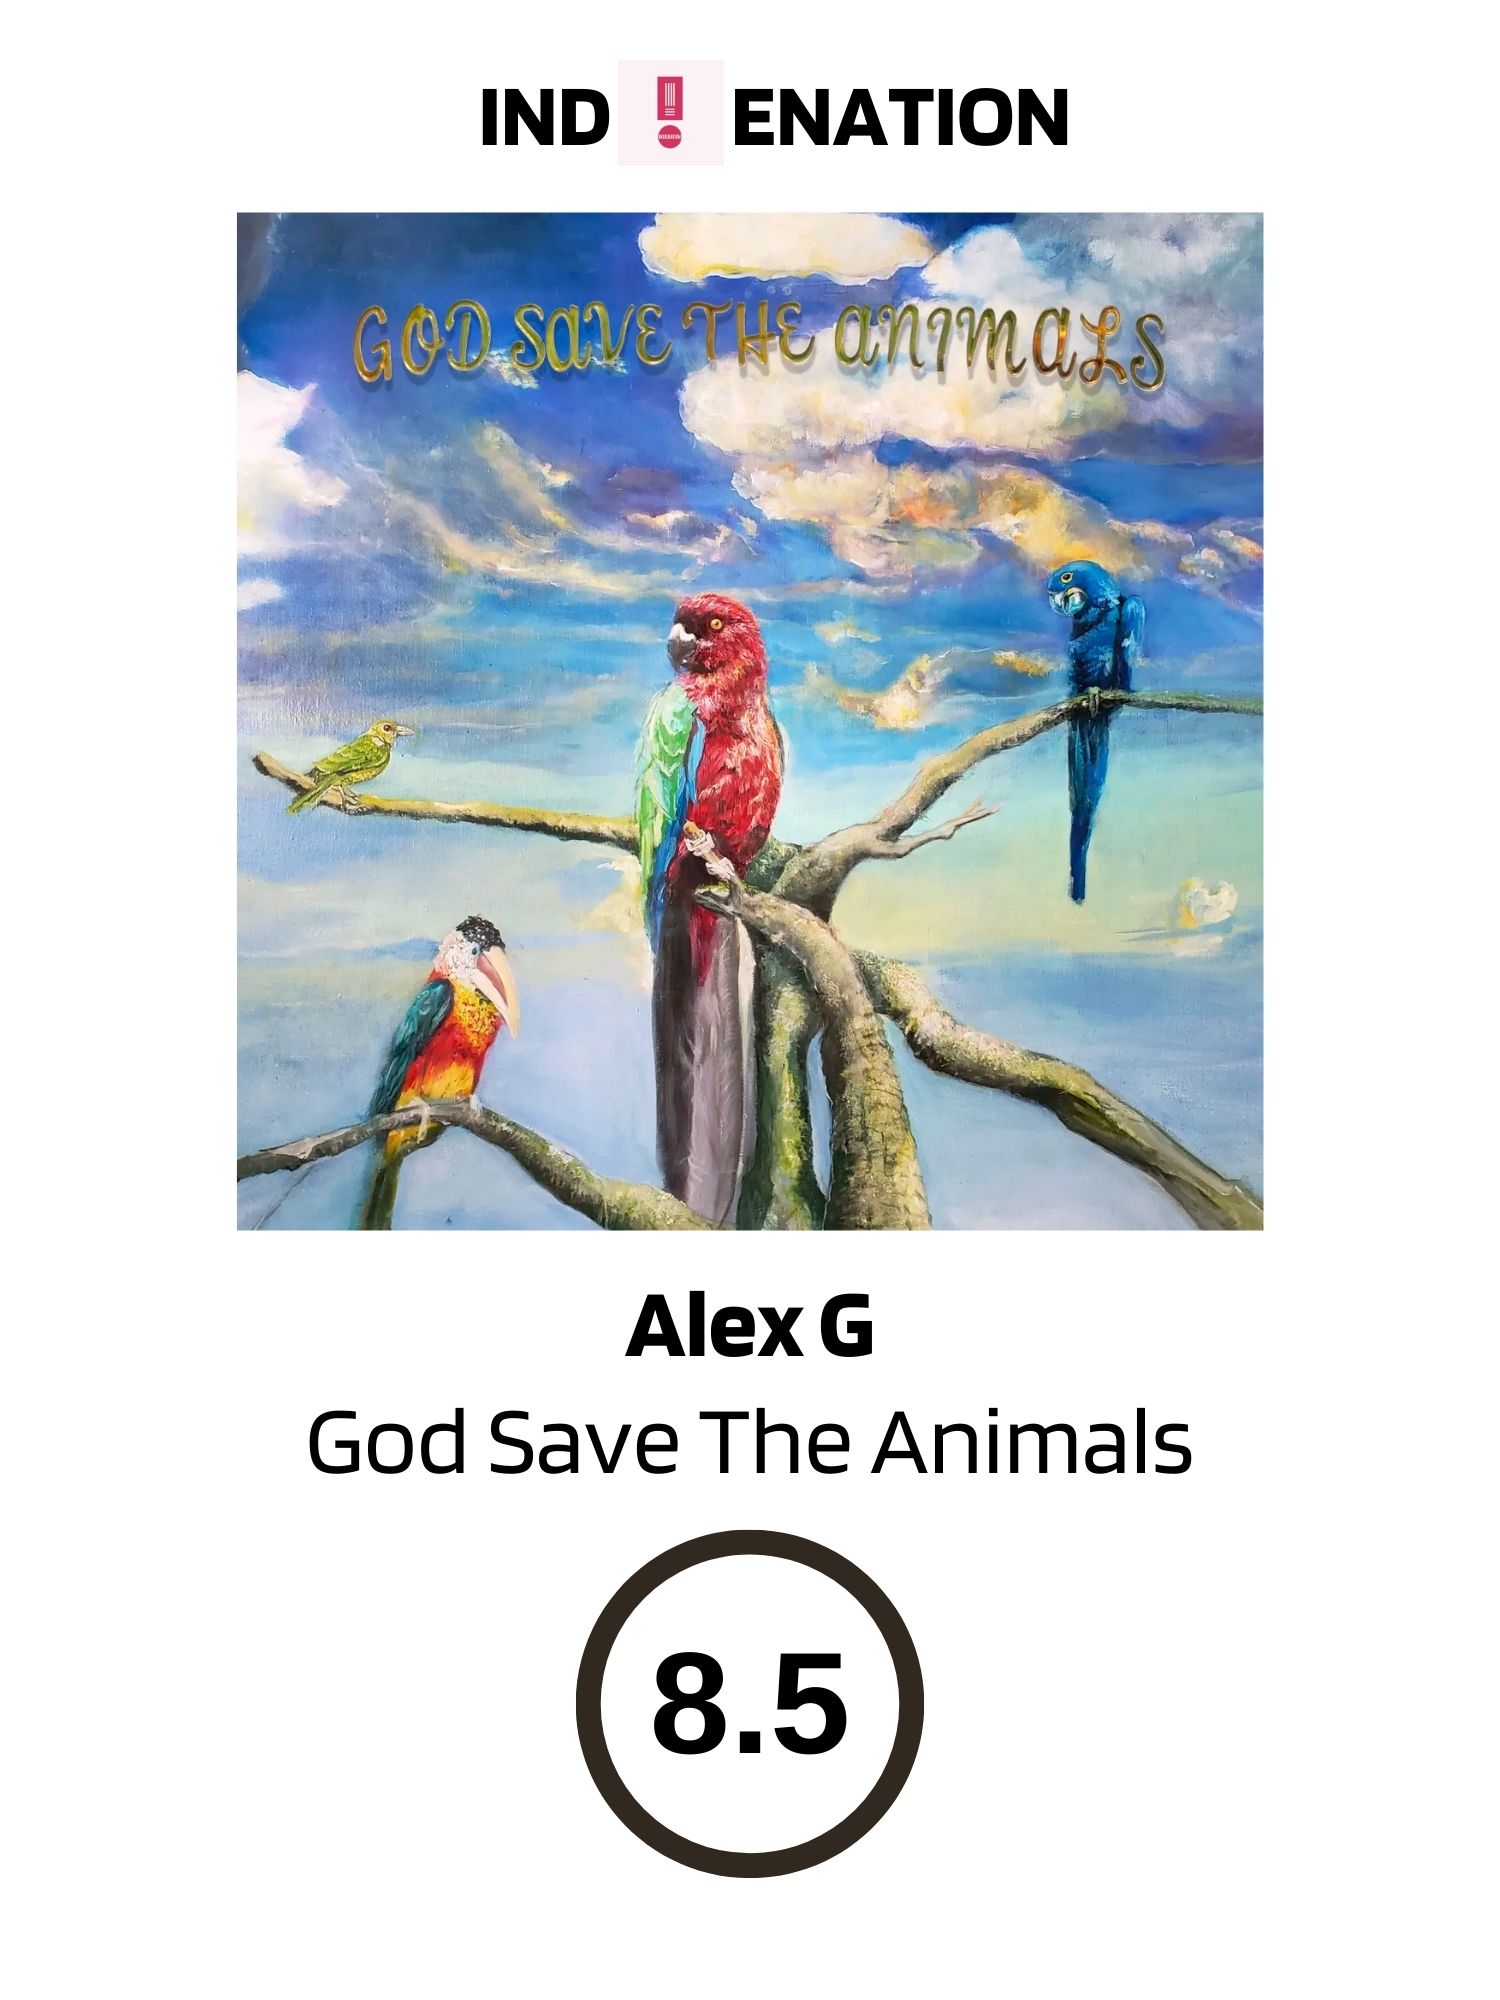 IND!ENATION
GOD SAVE THE ANIMALS
Alex G
God Save The Animals
8.5